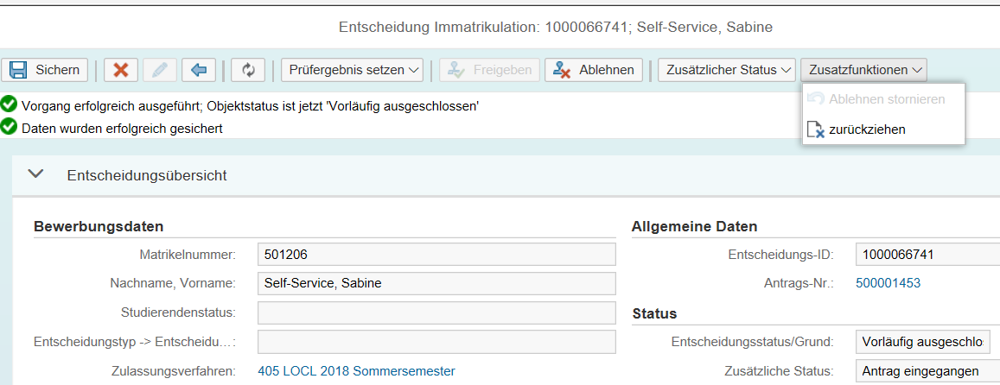 Entscheidung Immatrikulation: 1000066741; Self-Service, Sabine
Sichern Prüfergebnis setzen Freigeben Ablehnen Zusätzlicher Status Zusatzfunktionen
Ablehnen stornieren
zurückziehen
Vorgang erfolgreich ausgeführt; Objektstatus ist jetzt 'Vorläufig ausgeschlossen'
Daten wurden erfolgreich gesichert
Entscheidungsübersicht
Bewerbungsdaten
Matrikelnummer: 501206
Nachname, Vorname: Self-Service, Sabine
Studierendenstatus:
Entscheidungstyp -> Entscheidu...:
Zulassungsverfahren: 405 LOCL 2018 Sommersemester
Allgemeine Daten
Entscheidungs-ID: 1000066741
Antrags-Nr.: 500001453
Status
Entscheidungsstatus/Grund: Vorläufig ausgeschlos
Zusätzliche Status: Antrag eingegangen